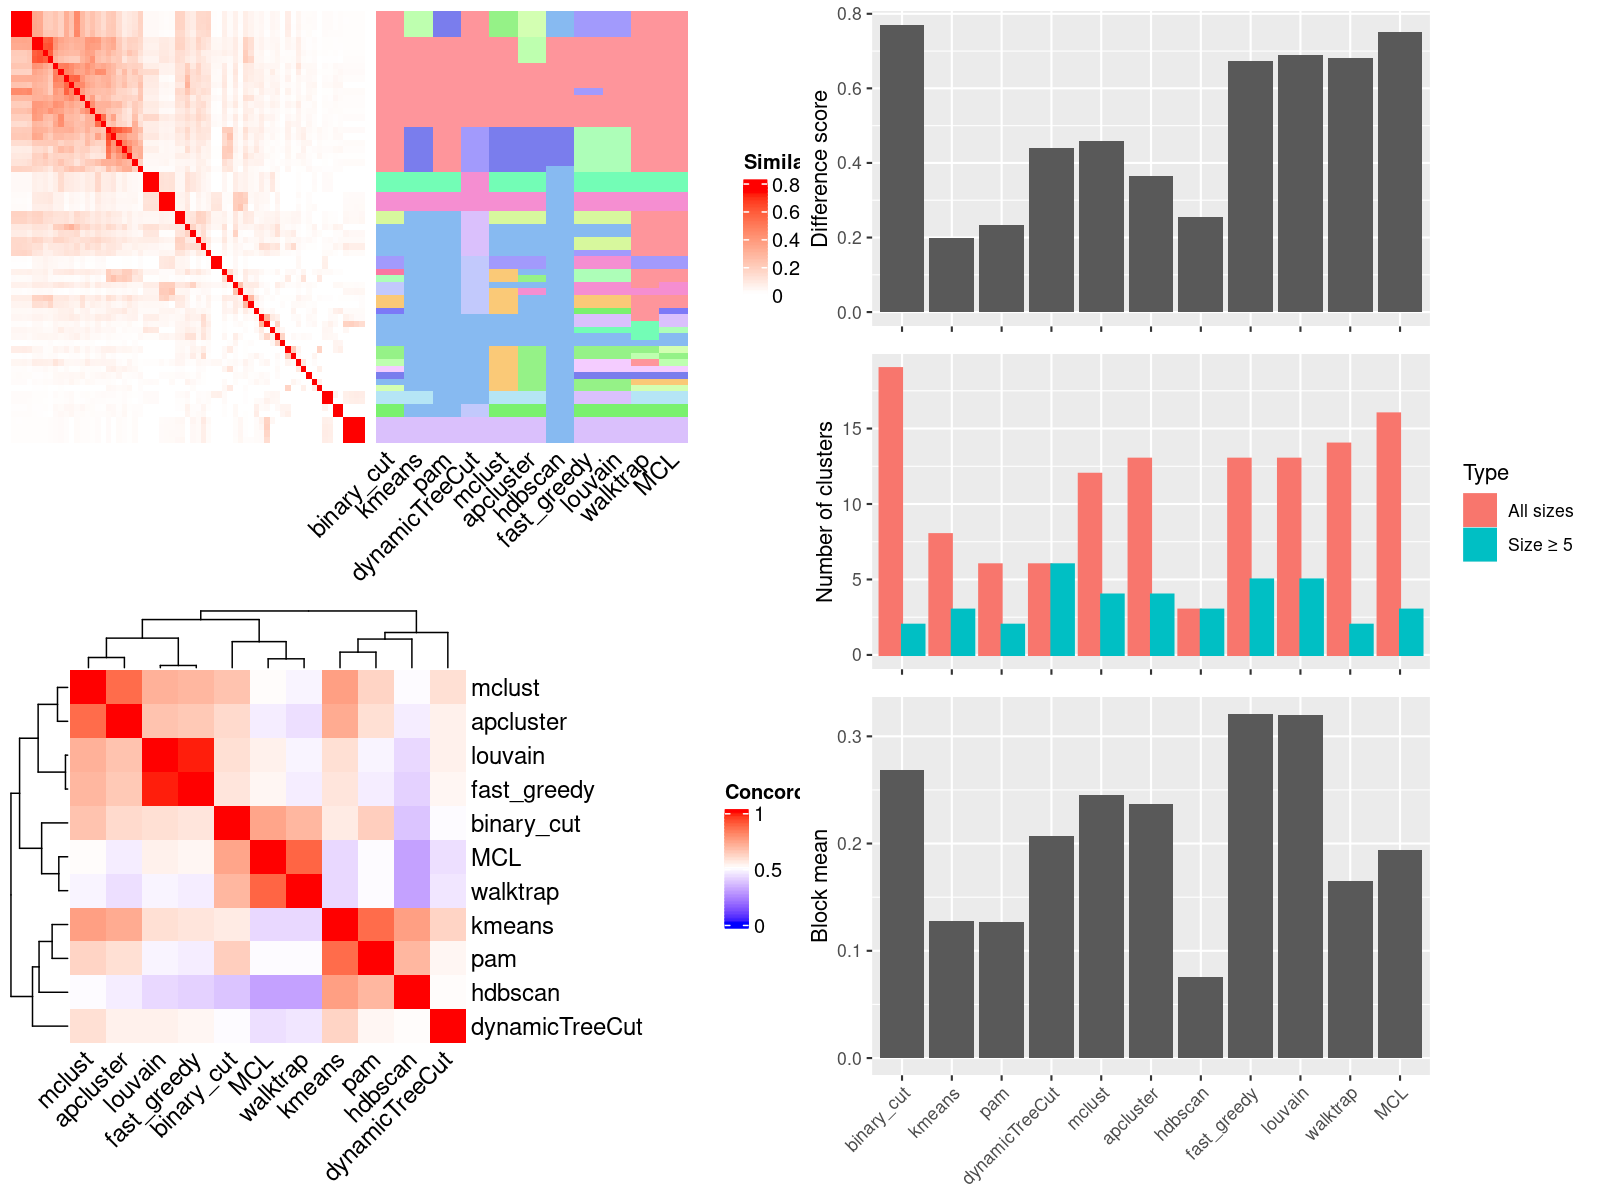 Simila
0.8
0.6
0.4
0.2
0
binary_cut
kmeans
pam
dynamicTreeCut
mclust
apcluster
hdbscan
fast_greedy
louvain
walktrap
MCL
mclust
apcluster
louvain
fast_greedy
binary_cut
MCL
walktrap
kmeans
pam
hdbscan
dynamicTreeCut
mclust
apcluster
louvain
fast_greedy
binary_cut
MCL
walktrap
kmeans
pam
hdbscan
dynamicTreeCut
Concord
1
0.5
0
Difference score
0.8
0.6
0.4
0.2
0.0
Number of clusters
15
10
5
0
Type
All sizes
Size ≥ 5
Block mean
0.3
0.2
0.1
0.0
binary_cut
kmeans
pam
dynamicTreeCut
mclust
apcluster
hdbscan
fast_greedy
louvain
walktrap
MCL